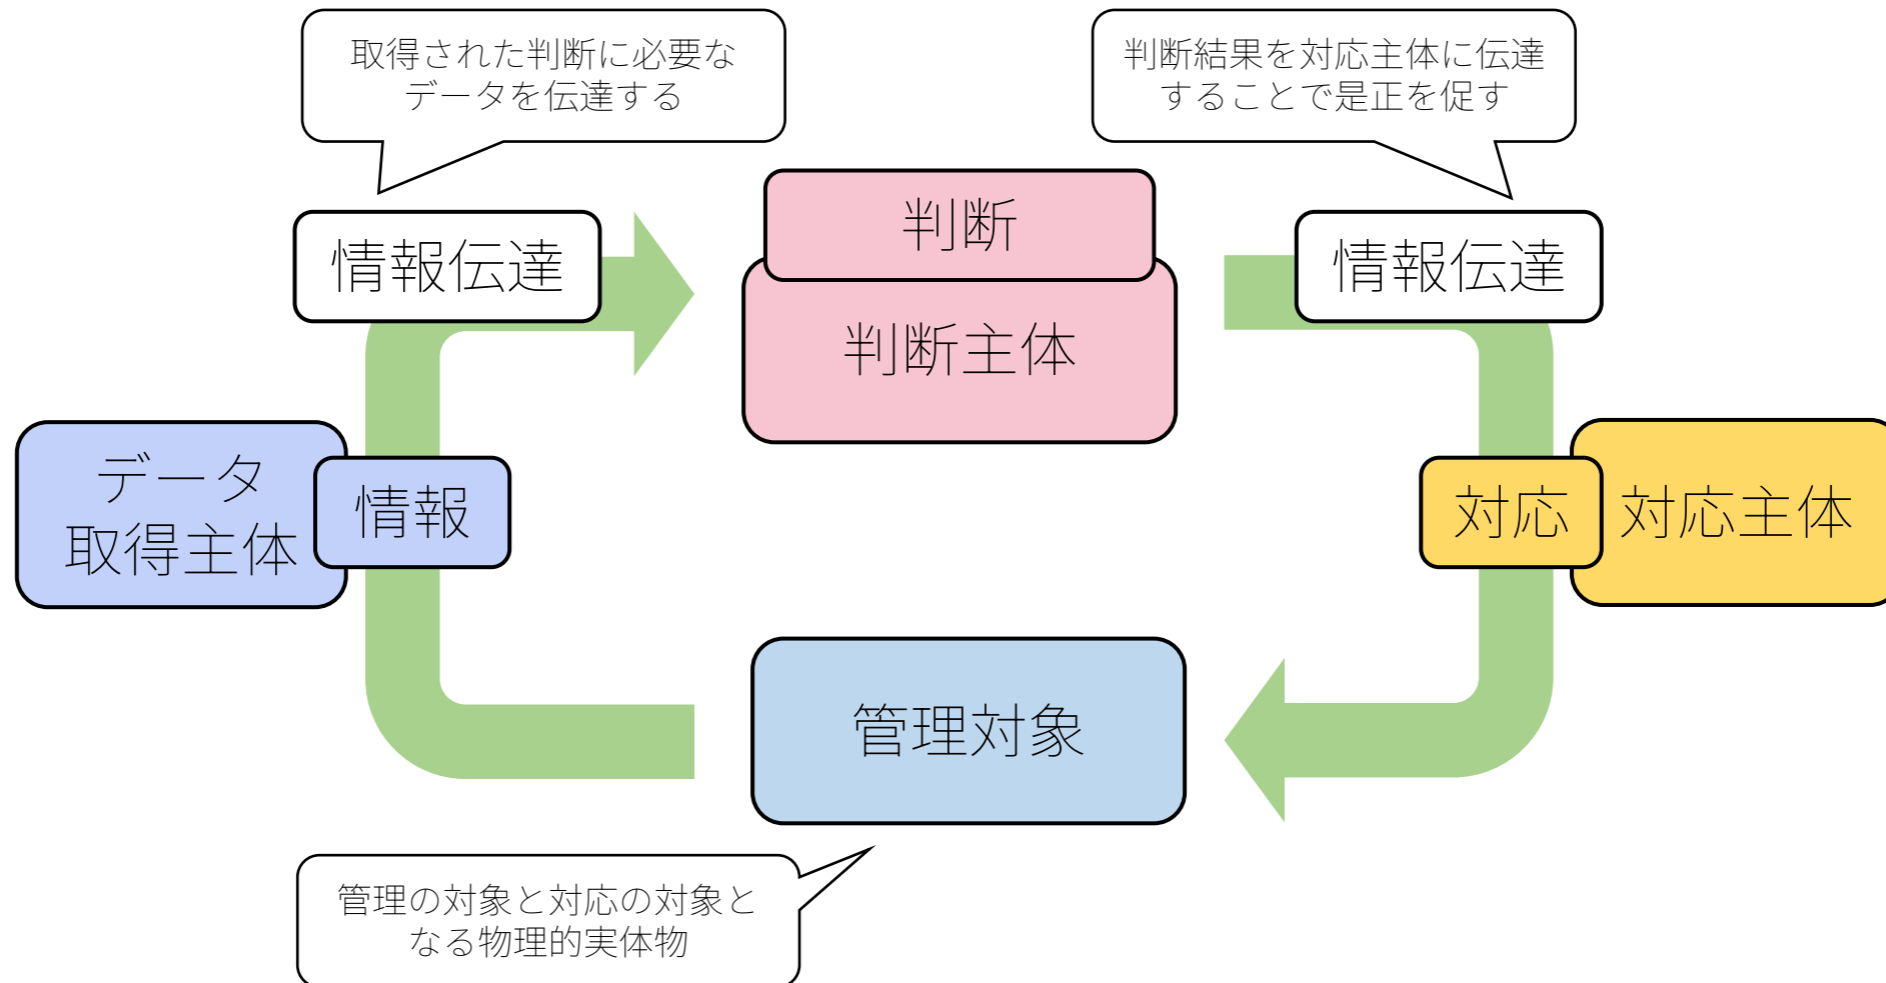 取得された判断に必要な
データを伝達する
判断結果を対応主体に伝達
することで是正を促す
情報伝達
判断
判断主体
情報伝達
データ
取得主体
情報
対応
対応主体
管理対象
管理の対象と対応の対象と
なる物理的実体物